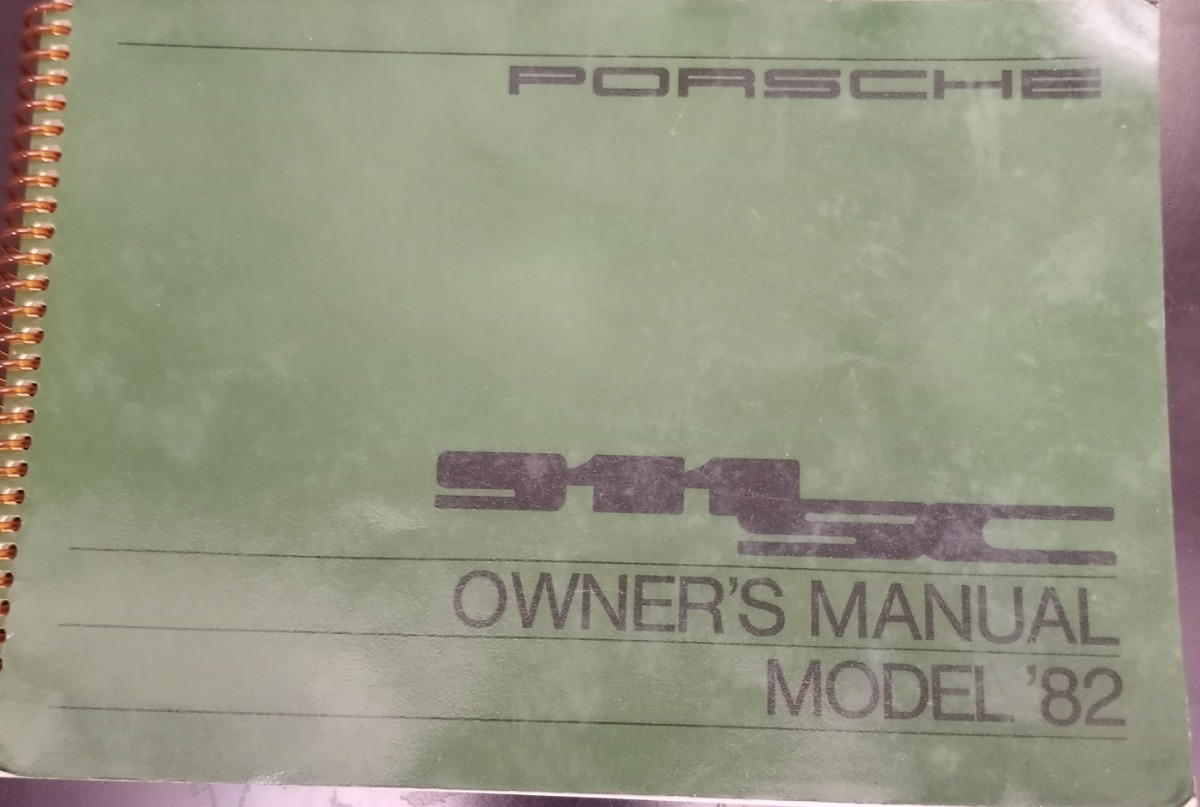 PORSCHE
911SC
OWNER'S MANUAL
MODEL '82